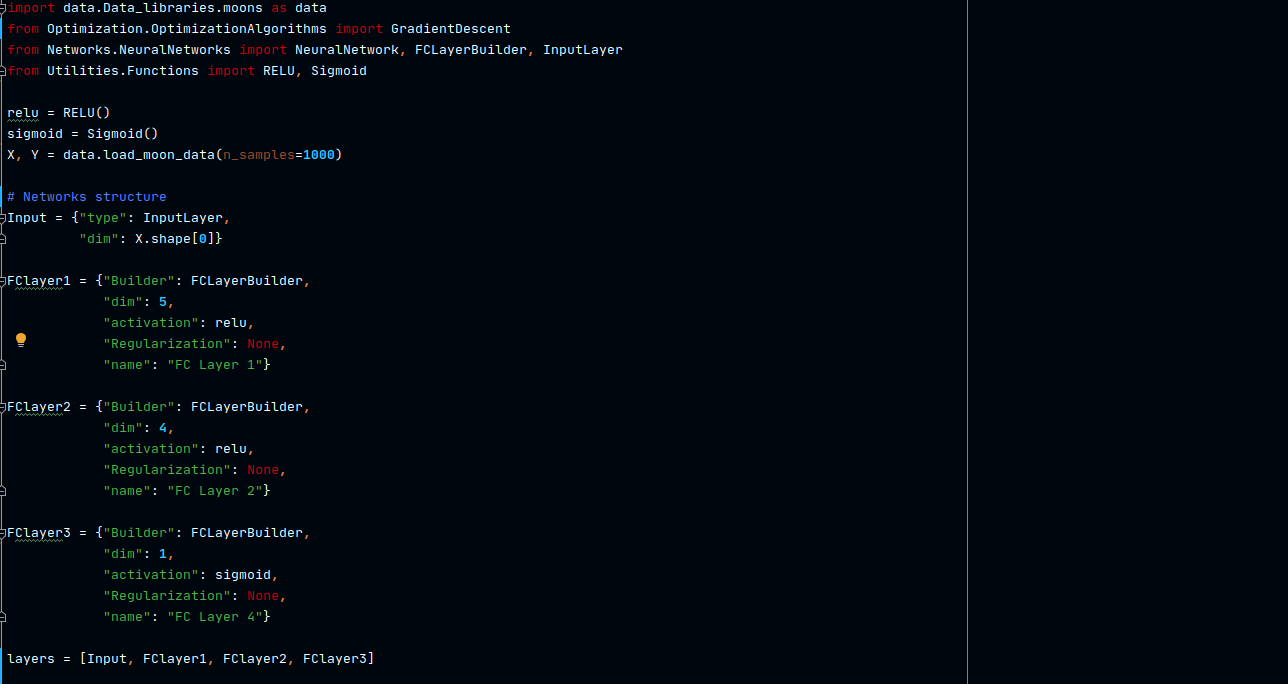 import data.Data_libraries.moons as data
from Optimization.OptimizationAlgorithms import GradientDescent
from Networks.NeuralNetworks import NeuralNetwork, FCLayerBuilder, InputLayer
from Utilities.Functions import RELU, Sigmoid
relu = RELU()
sigmoid = Sigmoid()
X, Y = data.load_moon_data(n_samples=1000)
# Networks structure
Input = {"type": InputLayer,
"dim": X.shape[0]}
FClayer1 = {"Builder": FCLayerBuilder,
"dim": 5,
"activation": relu,
"Regularization": None,
"name": "FC Layer 1"}
FClayer2 = {"Builder": FCLayerBuilder,
"dim": 4,
"activation": relu,
"Regularization": None,
"name": "FC Layer 2"}
FClayer3 = {"Builder": FCLayerBuilder,
"dim": 1,
"activation": sigmoid,
"Regularization": None,
"name": "FC Layer 4"}
layers = [Input, FClayer1, FClayer2, FClayer3]